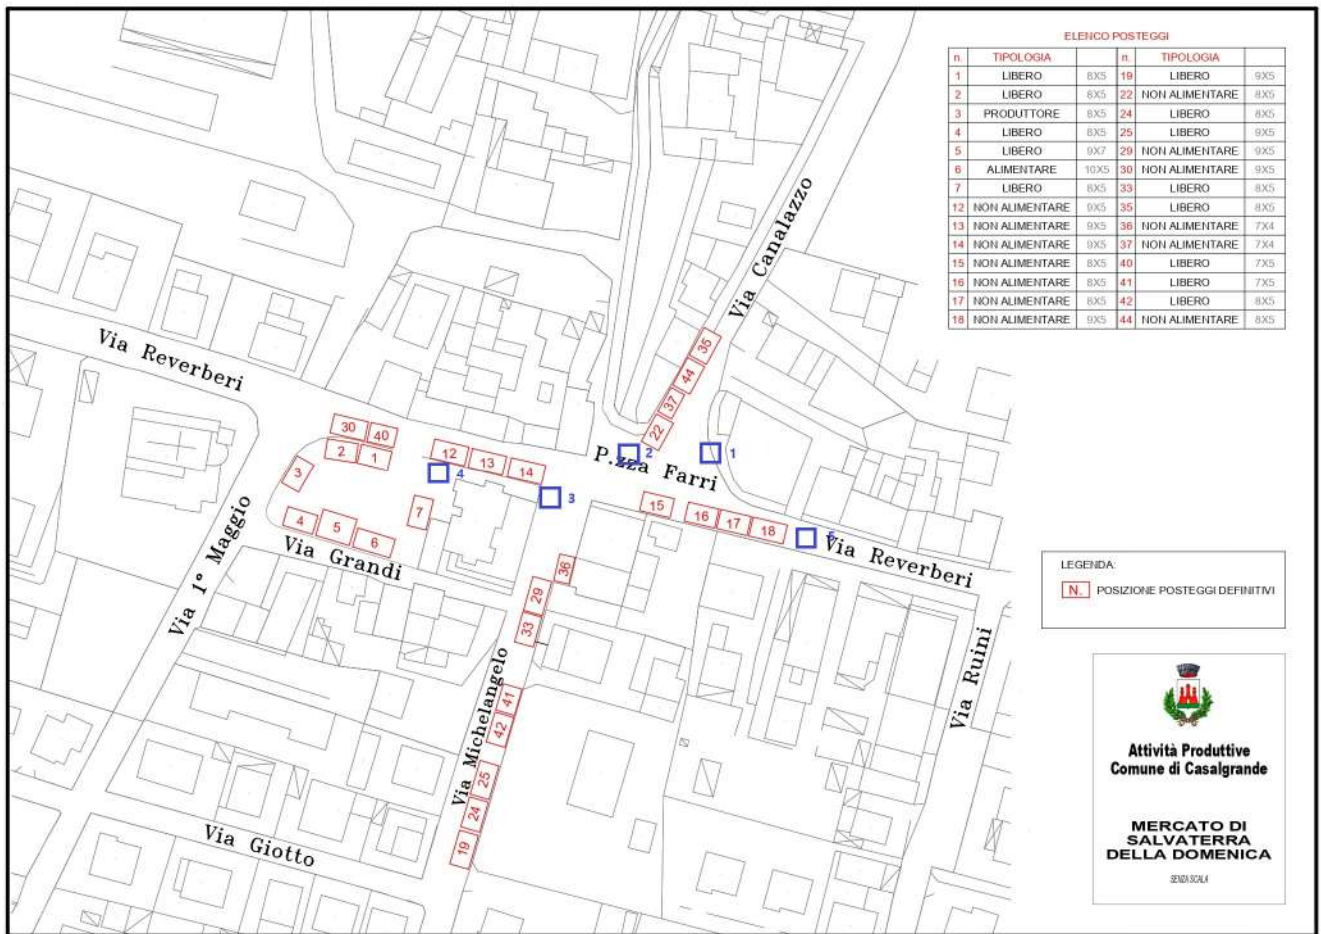 ELENCO POSTEGGI
n. TIPOLOGIA n. TIPOLOGIA
1 LIBERO 8X5 19 LIBERO 9X5
2 LIBERO 8X5 22 NON ALIMENTARE 8X5
3 PRODUTTORE 8X5 24 LIBERO 8X5
4 LIBERO 8X5 25 LIBERO 9X5
5 LIBERO 9X7 29 NON ALIMENTARE 9X5
6 ALIMENTARE 10X5 30 NON ALIMENTARE 9X5
7 LIBERO 8X5 33 LIBERO 8X5
12 NON ALIMENTARE 9X5 35 LIBERO 8X5
13 NON ALIMENTARE 9X5 36 NON ALIMENTARE 7X4
14 NON ALIMENTARE 9X5 37 NON ALIMENTARE 7X4
15 NON ALIMENTARE 8X5 40 LIBERO 7X5
16 NON ALIMENTARE 8X5 41 LIBERO 7X5
17 NON ALIMENTARE 8X5 42 LIBERO 8X5
18 NON ALIMENTARE 9X5 44 NON ALIMENTARE 8X5
Via Canalazzo
Via Reverberi
35
44
37
22
30
40
2
1
12
13
14
3
4
2
1
P.zza Farri
3
15
16
17
18
5
Via Reverberi
7
4
5
6
Via Grandi
Via 1° Maggio
36
29
33
Via Michelangelo
41
42
25
24
19
Via Giotto
Via Ruini
LEGENDA:
N. POSIZIONE POSTEGGI DEFINITIVI
Attività Produttive
Comune di Casalgrande
MERCATO DI
SALVATERRA
DELLA DOMENICA
SENZA SCALA